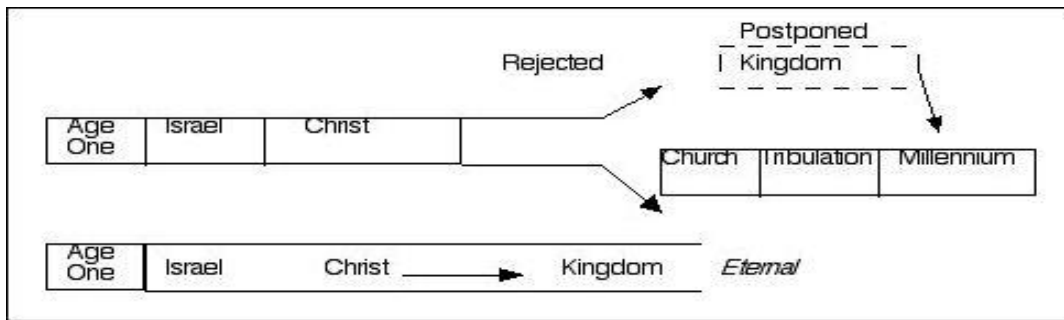 Postponed
Rejected Kingdom
Age One Israel Christ
Church Tribulation Millennium
Age One Israel Christ Kingdom Eternal